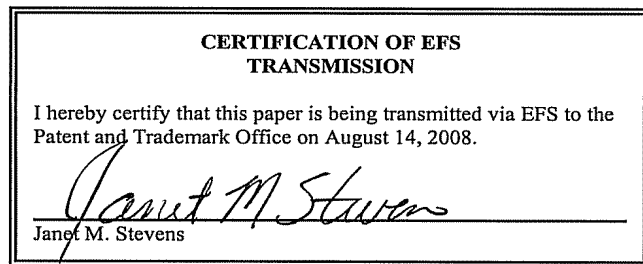 CERTIFICATION OF EFS
TRANSMISSION
I hereby certify that this paper is being transmitted via EFS to the
Patent and Trademark Office on August 14, 2008.
Janet M Stevens
Janet M. Stevens